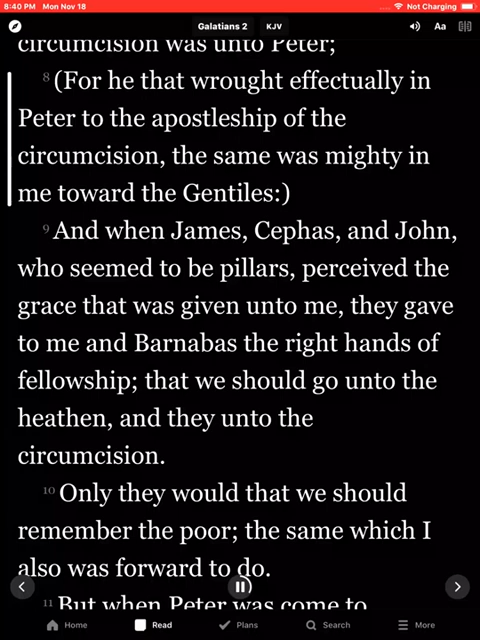 8:40 PM Mon Nov 18 Not Charging
Galatians 2 KJV Aa
circumcision was unto Peter;
8 (For he that wrought effectually in
Peter to the apostleship of the
circumcision, the same was mighty in
me toward the Gentiles:)
9 And when James, Cephas, and John,
who seemed to be pillars, perceived the
grace that was given unto me, they gave
to me and Barnabas the right hands of
fellowship; that we should go unto the
heathen, and they unto the
circumcision.
10 Only they would that we should
remember the poor; the same which I
also was forward to do.
11 But when Peter was come to
Home Read Plans Search More